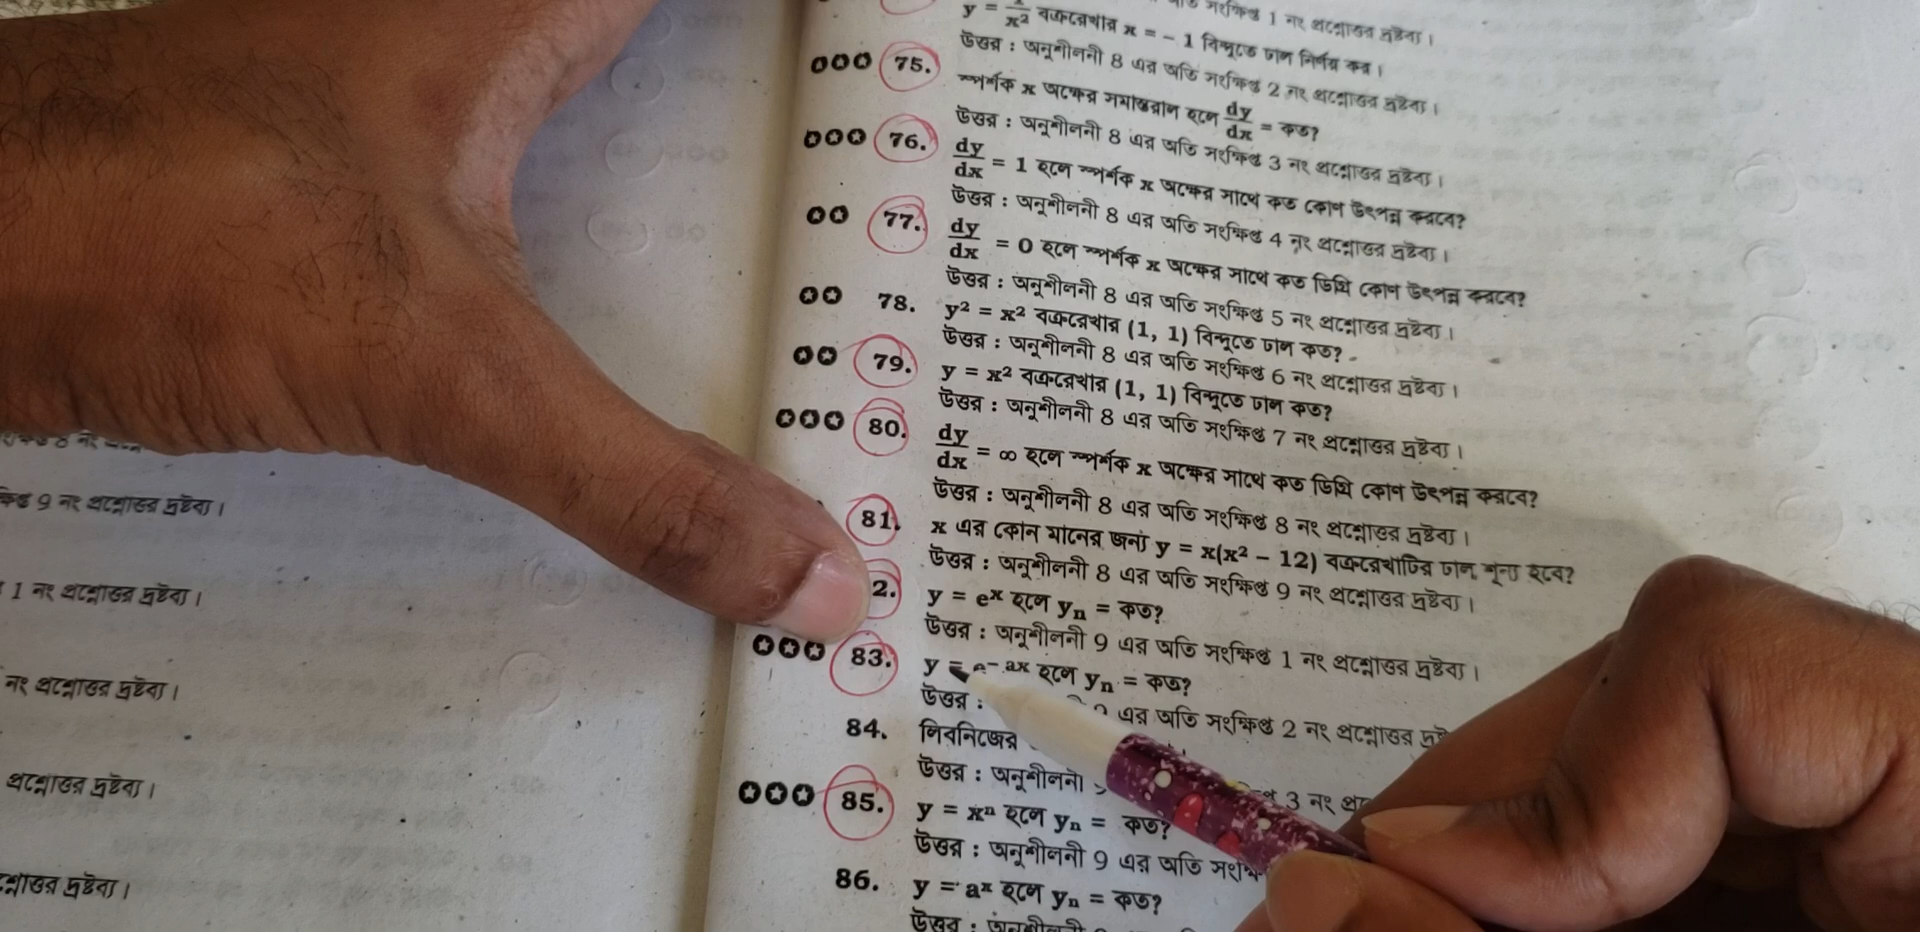 ক্ষিপ্ত 9 নং প্রশ্নোত্তর দ্রষ্টব্য।
1 নং প্রশ্নোত্তর দ্রষ্টব্য।
নং প্রশ্নোত্তর দ্রষ্টব্য।
প্রশ্নোত্তর দ্রষ্টব্য।
দ্রষ্টব্য।
সংক্ষিপ্ত 1 নং প্রশ্নোত্তর দ্রষ্টব্য।
y = 1/x² বক্ররেখার x = − 1 বিন্দুতে ঢাল নির্ণয় কর।
উত্তর : অনুশীলনী 8 এর অতি সংক্ষিপ্ত 2 নং প্রশ্নোত্তর দ্রষ্টব্য।
75. স্পর্শক x অক্ষের সমান্তরাল হলে dy/dx = কত?
উত্তর : অনুশীলনী 8 এর অতি সংক্ষিপ্ত 3 নং প্রশ্নোত্তর দ্রষ্টব্য।
76. dy/dx = 1 হলে স্পর্শক x অক্ষের সাথে কত কোণ উৎপন্ন করবে?
উত্তর : অনুশীলনী 8 এর অতি সংক্ষিপ্ত 4 নং প্রশ্নোত্তর দ্রষ্টব্য।
77. dy/dx = 0 হলে স্পর্শক x অক্ষের সাথে কত ডিগ্রি কোণ উৎপন্ন করবে?
উত্তর : অনুশীলনী 8 এর অতি সংক্ষিপ্ত 5 নং প্রশ্নোত্তর দ্রষ্টব্য।
78. y² = x² বক্ররেখার (1, 1) বিন্দুতে ঢাল কত?
উত্তর : অনুশীলনী 8 এর অতি সংক্ষিপ্ত 6 নং প্রশ্নোত্তর দ্রষ্টব্য।
79. y = x² বক্ররেখার (1, 1) বিন্দুতে ঢাল কত?
উত্তর : অনুশীলনী 8 এর অতি সংক্ষিপ্ত 7 নং প্রশ্নোত্তর দ্রষ্টব্য।
80. dy/dx = ∞ হলে স্পর্শক x অক্ষের সাথে কত ডিগ্রি কোণ উৎপন্ন করবে?
উত্তর : অনুশীলনী 8 এর অতি সংক্ষিপ্ত 8 নং প্রশ্নোত্তর দ্রষ্টব্য।
81. x এর কোন মানের জন্য y = x(x² − 12) বক্ররেখাটির ঢাল শূন্য হবে?
উত্তর : অনুশীলনী 8 এর অতি সংক্ষিপ্ত 9 নং প্রশ্নোত্তর দ্রষ্টব্য।
2. y = eˣ হলে yₙ = কত?
উত্তর : অনুশীলনী 9 এর অতি সংক্ষিপ্ত 1 নং প্রশ্নোত্তর দ্রষ্টব্য।
83. y = e⁻ᵃˣ হলে yₙ = কত?
উত্তর : এর অতি সংক্ষিপ্ত 2 নং প্রশ্নোত্তর
84. লিবনিজের
উত্তর : অনুশীলনী 3 নং
85. y = xⁿ হলে yₙ = কত?
উত্তর : অনুশীলনী 9 এর অতি
86. y = aˣ হলে yₙ = কত?
উত্তর :